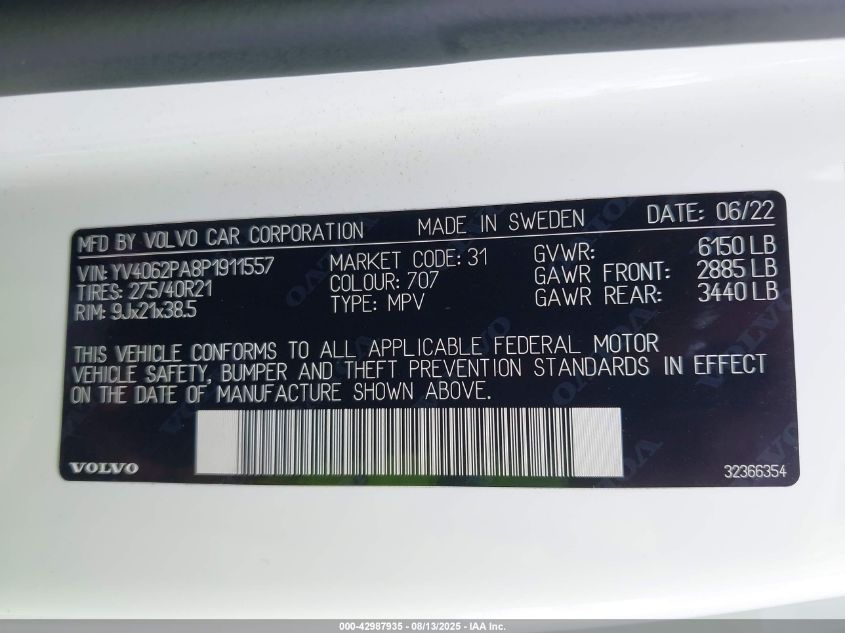 MFD BY VOLVO CAR CORPORATION MADE IN SWEDEN DATE: 06/22
VIN: YV4062PA8P1911557 MARKET CODE: 31 GVWR: 6150 LB
TIRES: 275/40R21 COLOUR: 707 GAWR FRONT: 2885 LB
RIM: 9Jx21x38.5 TYPE: MPV GAWR REAR: 3440 LB
THIS VEHICLE CONFORMS TO ALL APPLICABLE FEDERAL MOTOR
VEHICLE SAFETY, BUMPER AND THEFT PREVENTION STANDARDS IN EFFECT
ON THE DATE OF MANUFACTURE SHOWN ABOVE.
VOLVO 32366354
000-42987935 - 08/13/2025 - IAA Inc.